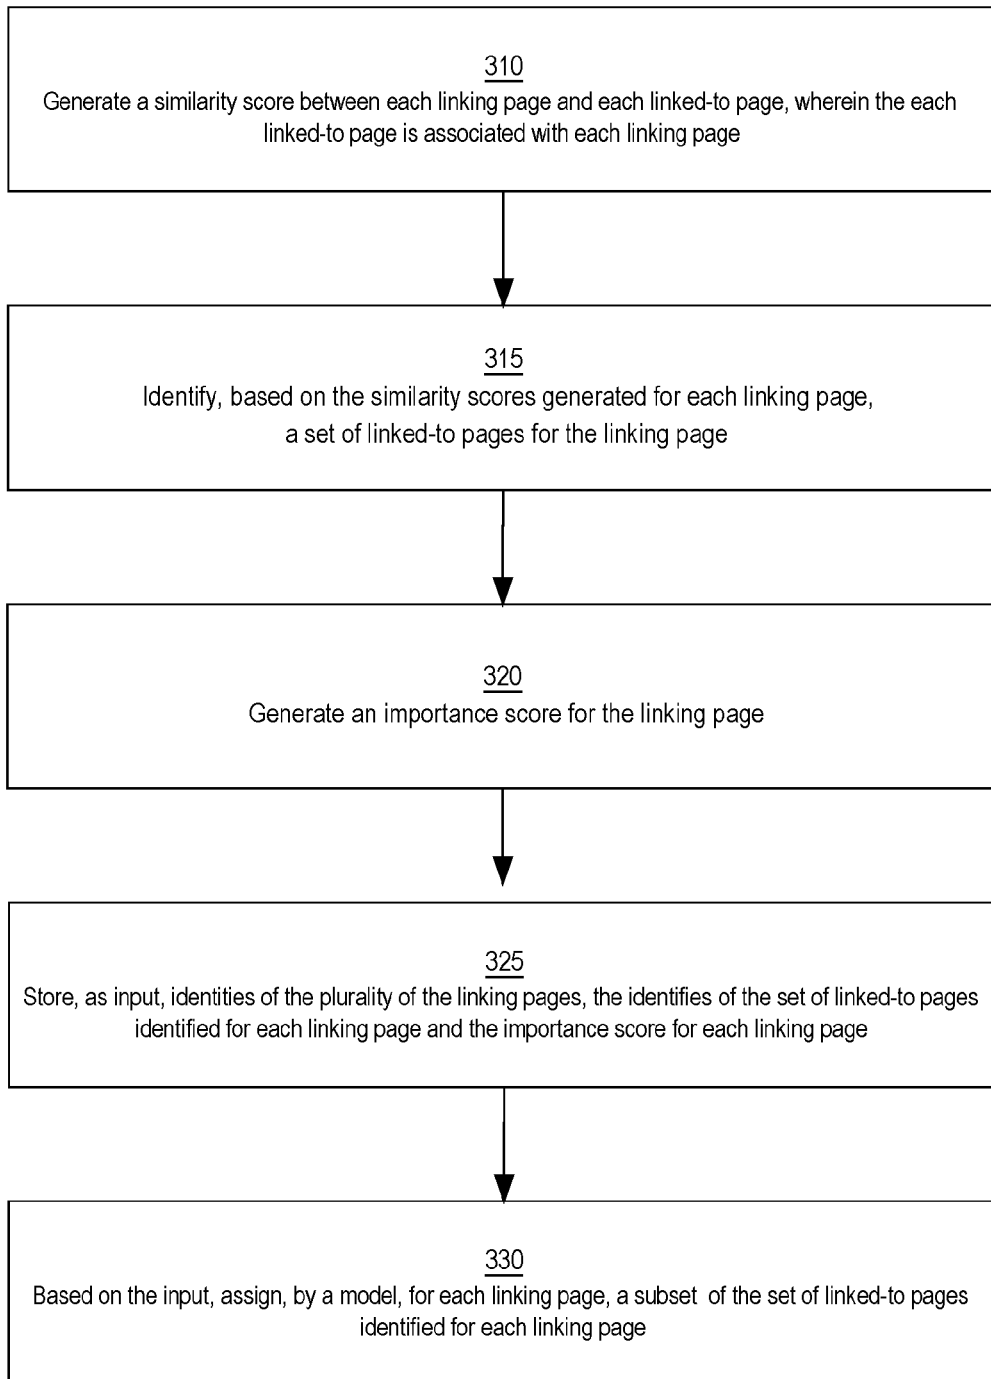 310
Generate a similarity score between each linking page and each linked-to page, wherein the each
linked-to page is associated with each linking page
315
Identify, based on the similarity scores generated for each linking page,
a set of linked-to pages for the linking page
320
Generate an importance score for the linking page
325
Store, as input, identities of the plurality of the linking pages, the identifies of the set of linked-to pages
identified for each linking page and the importance score for each linking page
330
Based on the input, assign, by a model, for each linking page, a subset of the set of linked-to pages
identified for each linking page